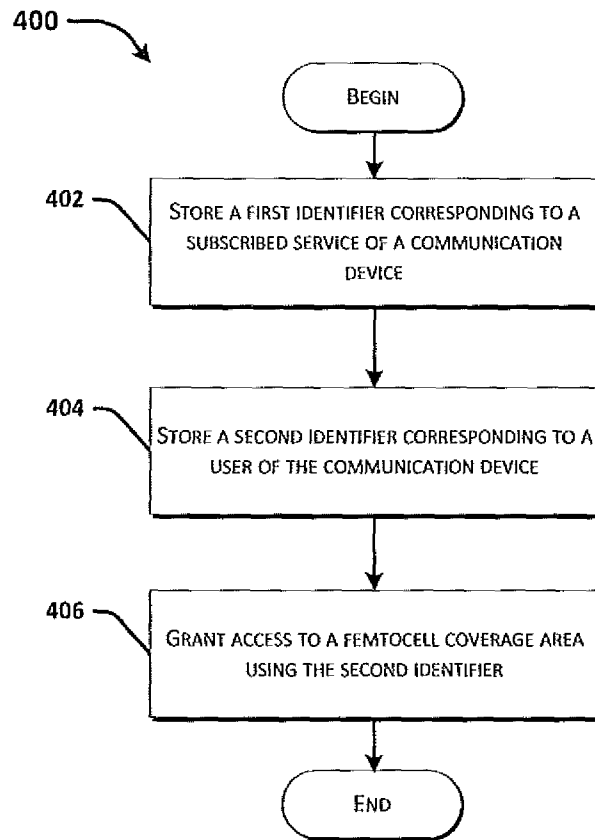 400
BEGIN
402
STORE A FIRST IDENTIFIER CORRESPONDING TO A
SUBSCRIBED SERVICE OF A COMMUNICATION
DEVICE
404
STORE A SECOND IDENTIFIER CORRESPONDING TO A
USER OF THE COMMUNICATION DEVICE
406
GRANT ACCESS TO A FEMTOCELL COVERAGE AREA
USING THE SECOND IDENTIFIER
END